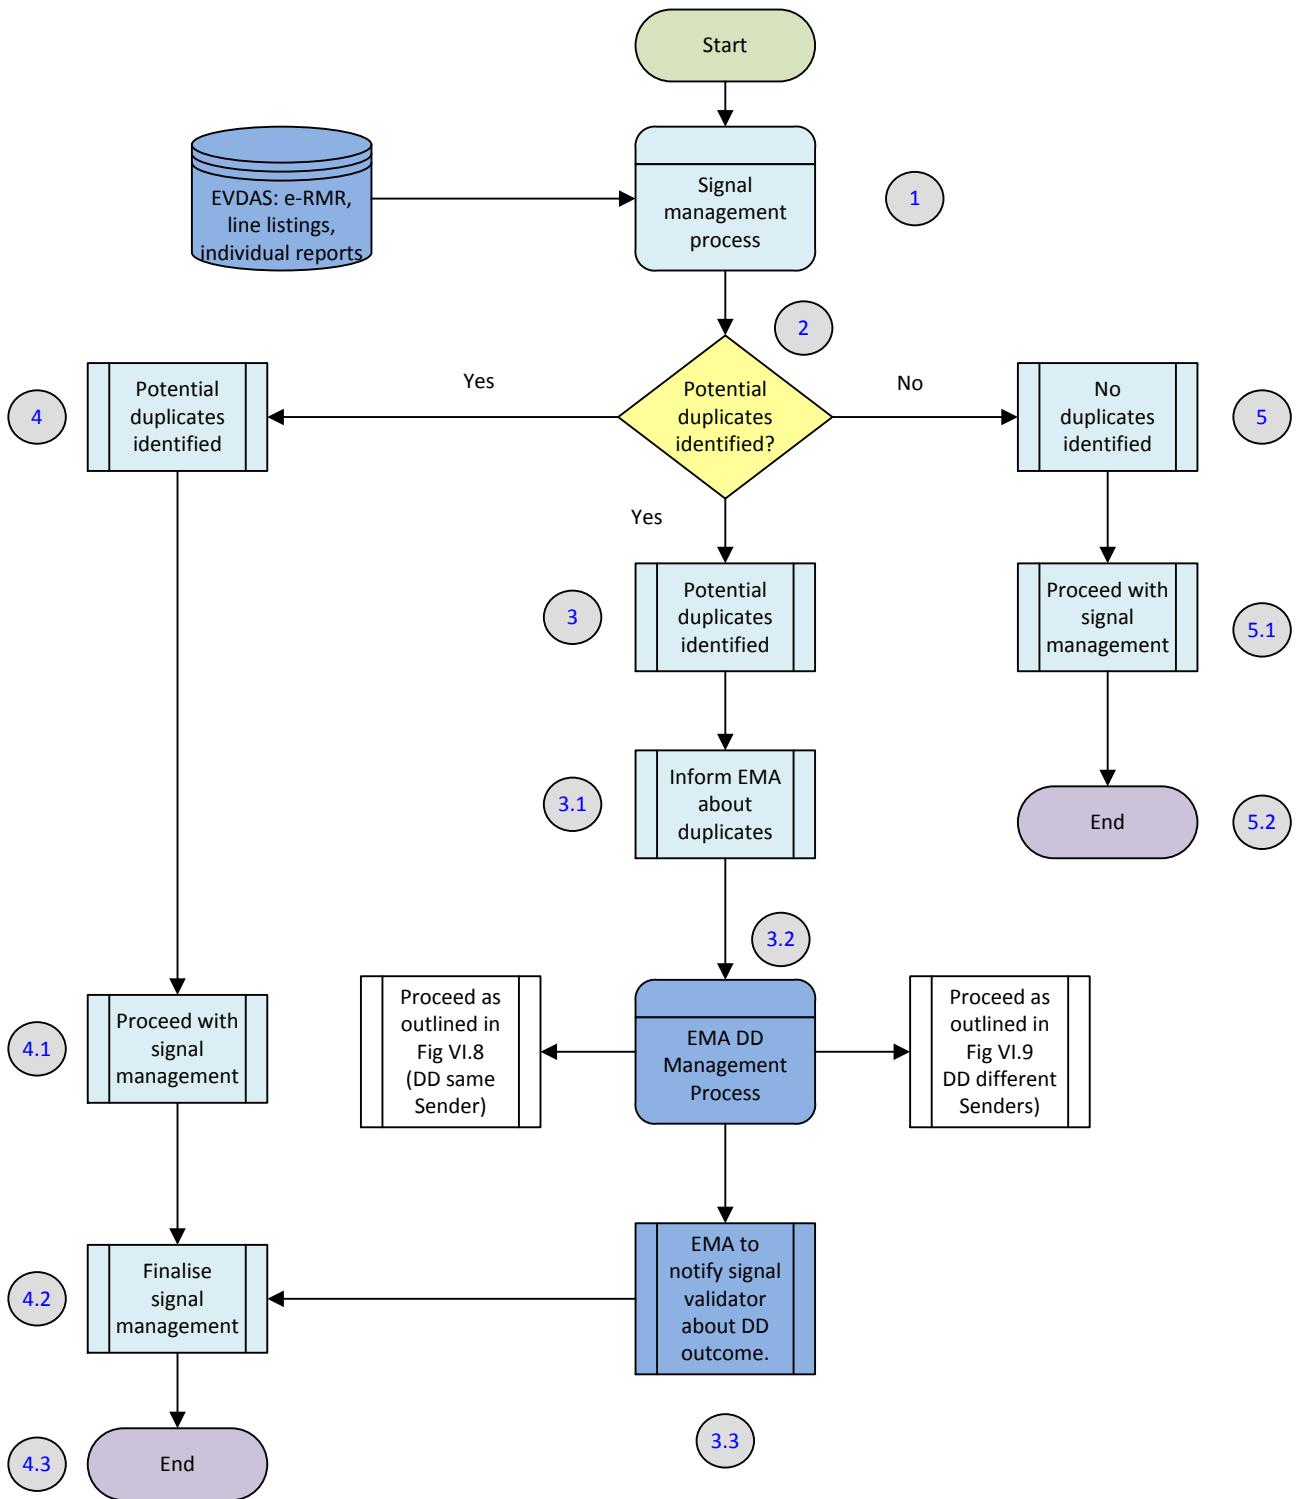 Start
EVDAS: e-RMR,
line listings,
individual reports
Signal
management
process
1
2
Yes
No
4
Potential
duplicates
identified
Potential
duplicates
identified?
No
duplicates
identified
5
Yes
3
Potential
duplicates
identified
Proceed with
signal
management
5.1
3.1
Inform EMA
about
duplicates
End
5.2
3.2
4.1
Proceed with
signal
management
Proceed as
outlined in
Fig VI.8
(DD same
Sender)
EMA DD
Management
Process
Proceed as
outlined in
Fig VI.9
DD different
Senders)
4.2
Finalise
signal
management
EMA to
notify signal
validator
about DD
outcome.
3.3
4.3
End